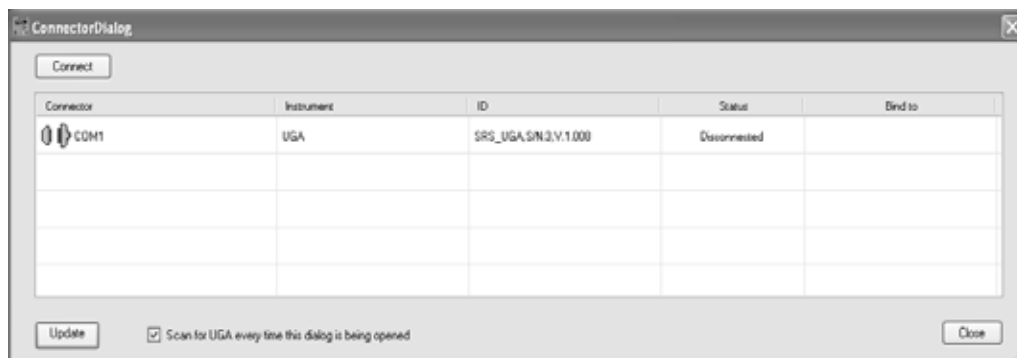 ConnectorDialog
Connect
Connector Instrument ID Status Bind to
COM1 UGA SRS_UGA,S/N:3,V:1.000 Disconnected
Update Scan for UGA every time this dialog is being opened Close